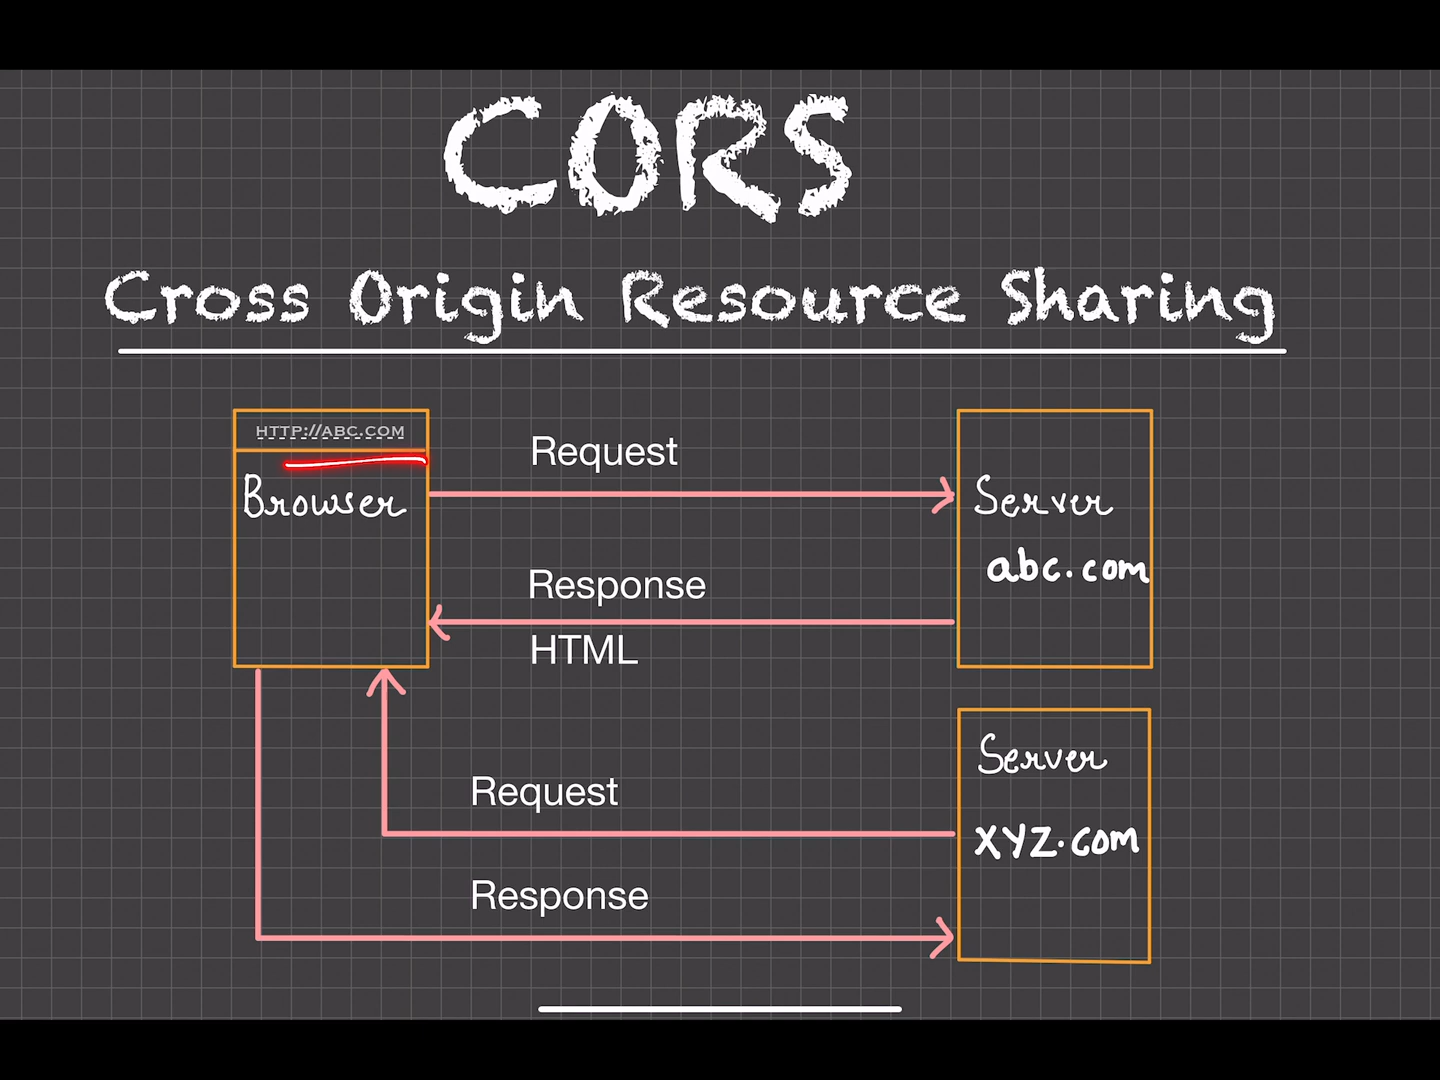 CORS
Cross Origin Resource Sharing
HTTP://ABC.COM
Browser
Request
Response
HTML
Server
abc.com
Request
Response
Server
XYZ.com